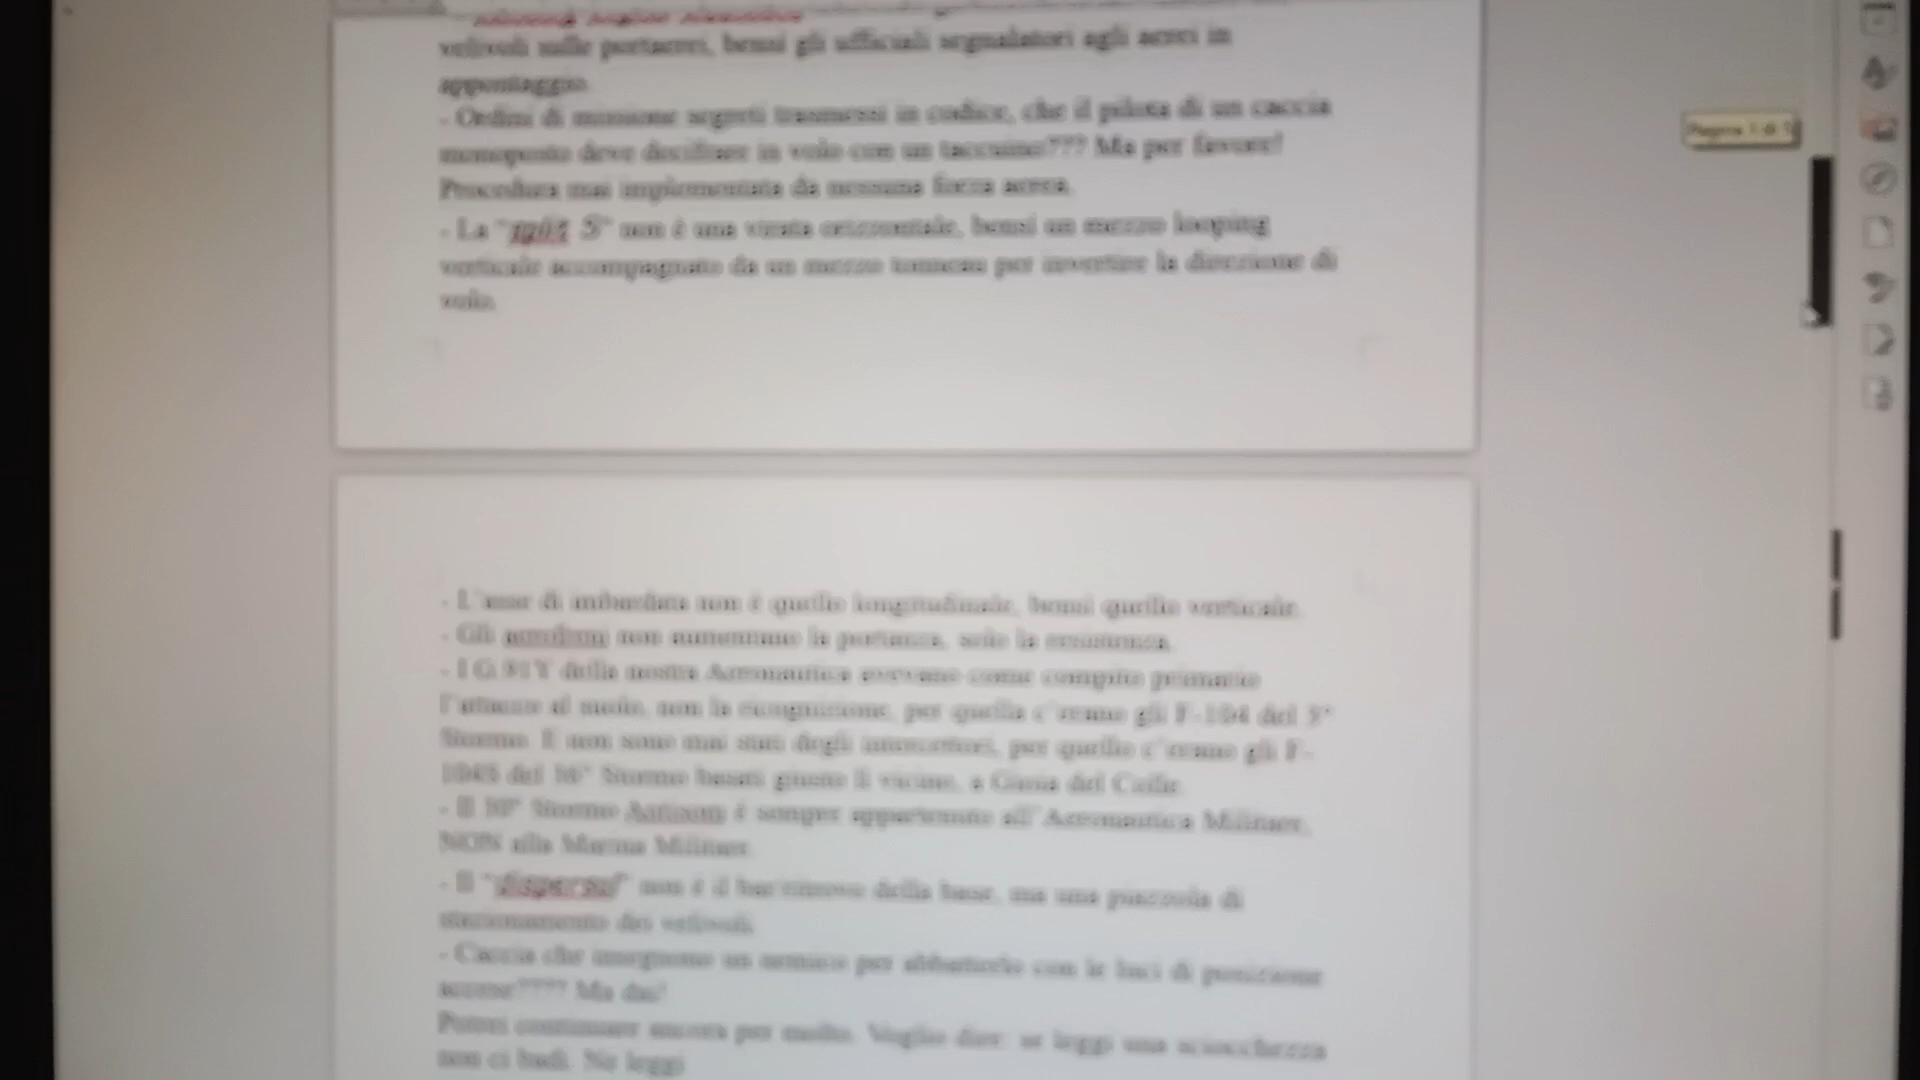 velivoli sulle portaerei, bensì gli ufficiali segnalatori agli aerei in
appontaggio.
- Ordini di missione segreti trasmessi in codice, che il pilota di un caccia
monoposto deve decifrare in volo con un taccuino??? Ma per favore!
Procedura mai implementata da nessuna forza aerea.
- La "split S" non è una virata orizzontale, bensì un mezzo looping
verticale accompagnato da un mezzo tonneau per invertire la direzione di
volo.
Pagina 1 di
- L'asse di imbardata non è quello longitudinale, bensì quello verticale.
- Gli aerofreni non aumentano la portanza, solo la resistenza.
- I G.91Y della nostra Aeronautica avevano come compito primario
l'attacco al suolo, non la ricognizione, per quella c'erano gli F-104 del 3°
Stormo. E non sono mai stati degli intercettori, per quello c'erano gli F-
104S del 36° Stormo basati giusto lì vicino, a Gioia del Colle.
- Il 30° Stormo Antisom è sempre appartenuto all'Aeronautica Militare,
NON alla Marina Militare.
- Il "dispersal" non è il bar ritrovo della base, ma una piazzola di
stazionamento dei velivoli.
- Caccia che inseguono un nemico per abbatterlo con le luci di posizione
accese???? Ma dai!
Potrei continuare ancora per molto. Voglio dire: se leggi una sciocchezza
non ci badi. Ne leggi